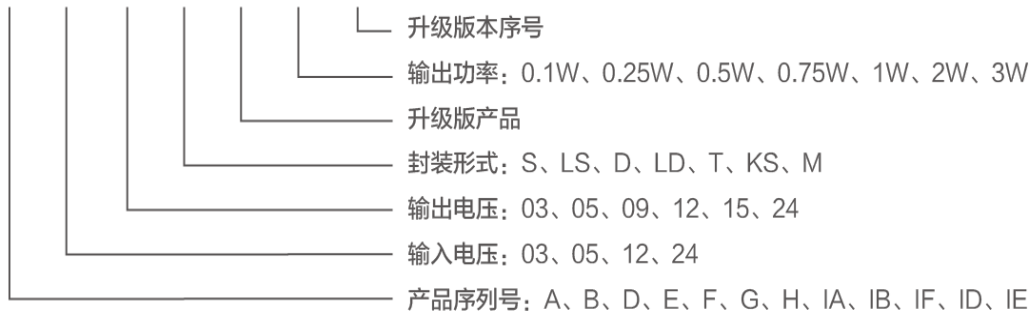 升级版本序号
输出功率：0.1W、0.25W、0.5W、0.75W、1W、2W、3W
升级版产品
封装形式：S、LS、D、LD、T、KS、M
输出电压：03、05、09、12、15、24
输入电压：03、05、12、24
产品序列号：A、B、D、E、F、G、H、IA、IB、IF、ID、IE